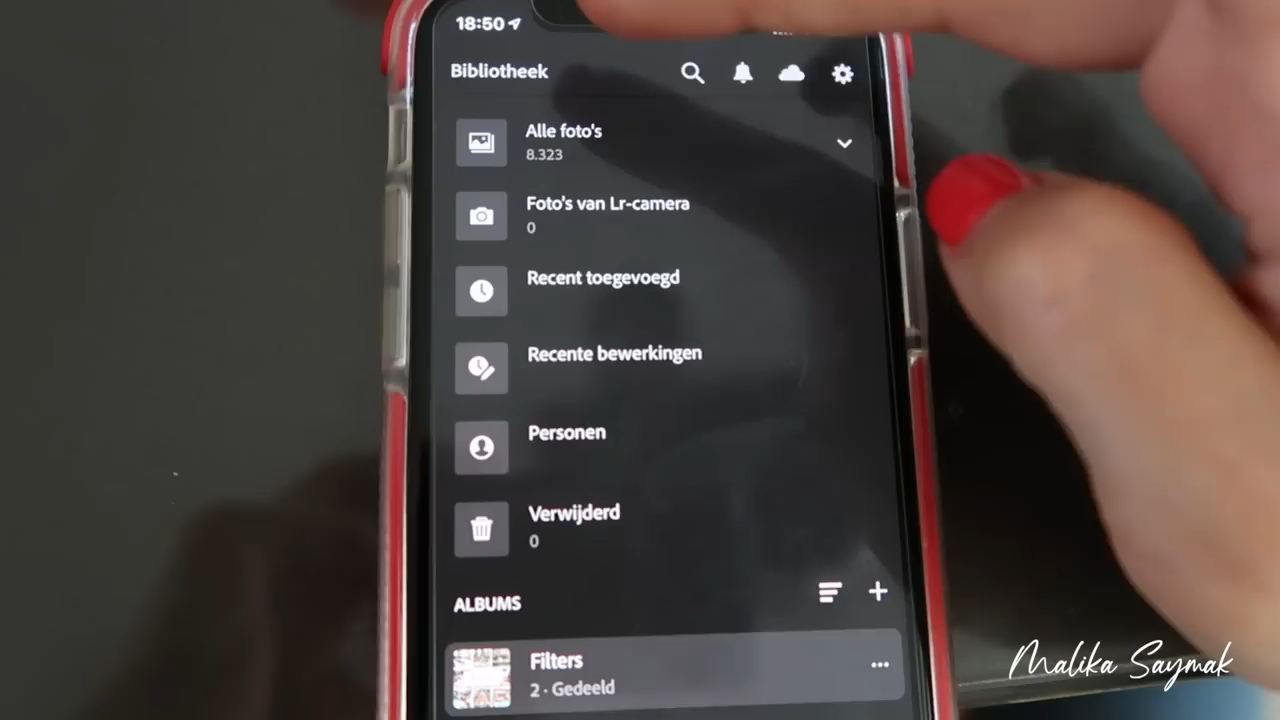 18:50
Bibliotheek
Alle foto's
8.323
Foto's van Lr-camera
0
Recent toegevoegd
Recente bewerkingen
Personen
Verwijderd
0
ALBUMS
Filters
2 · Gedeeld
Malika Saymak